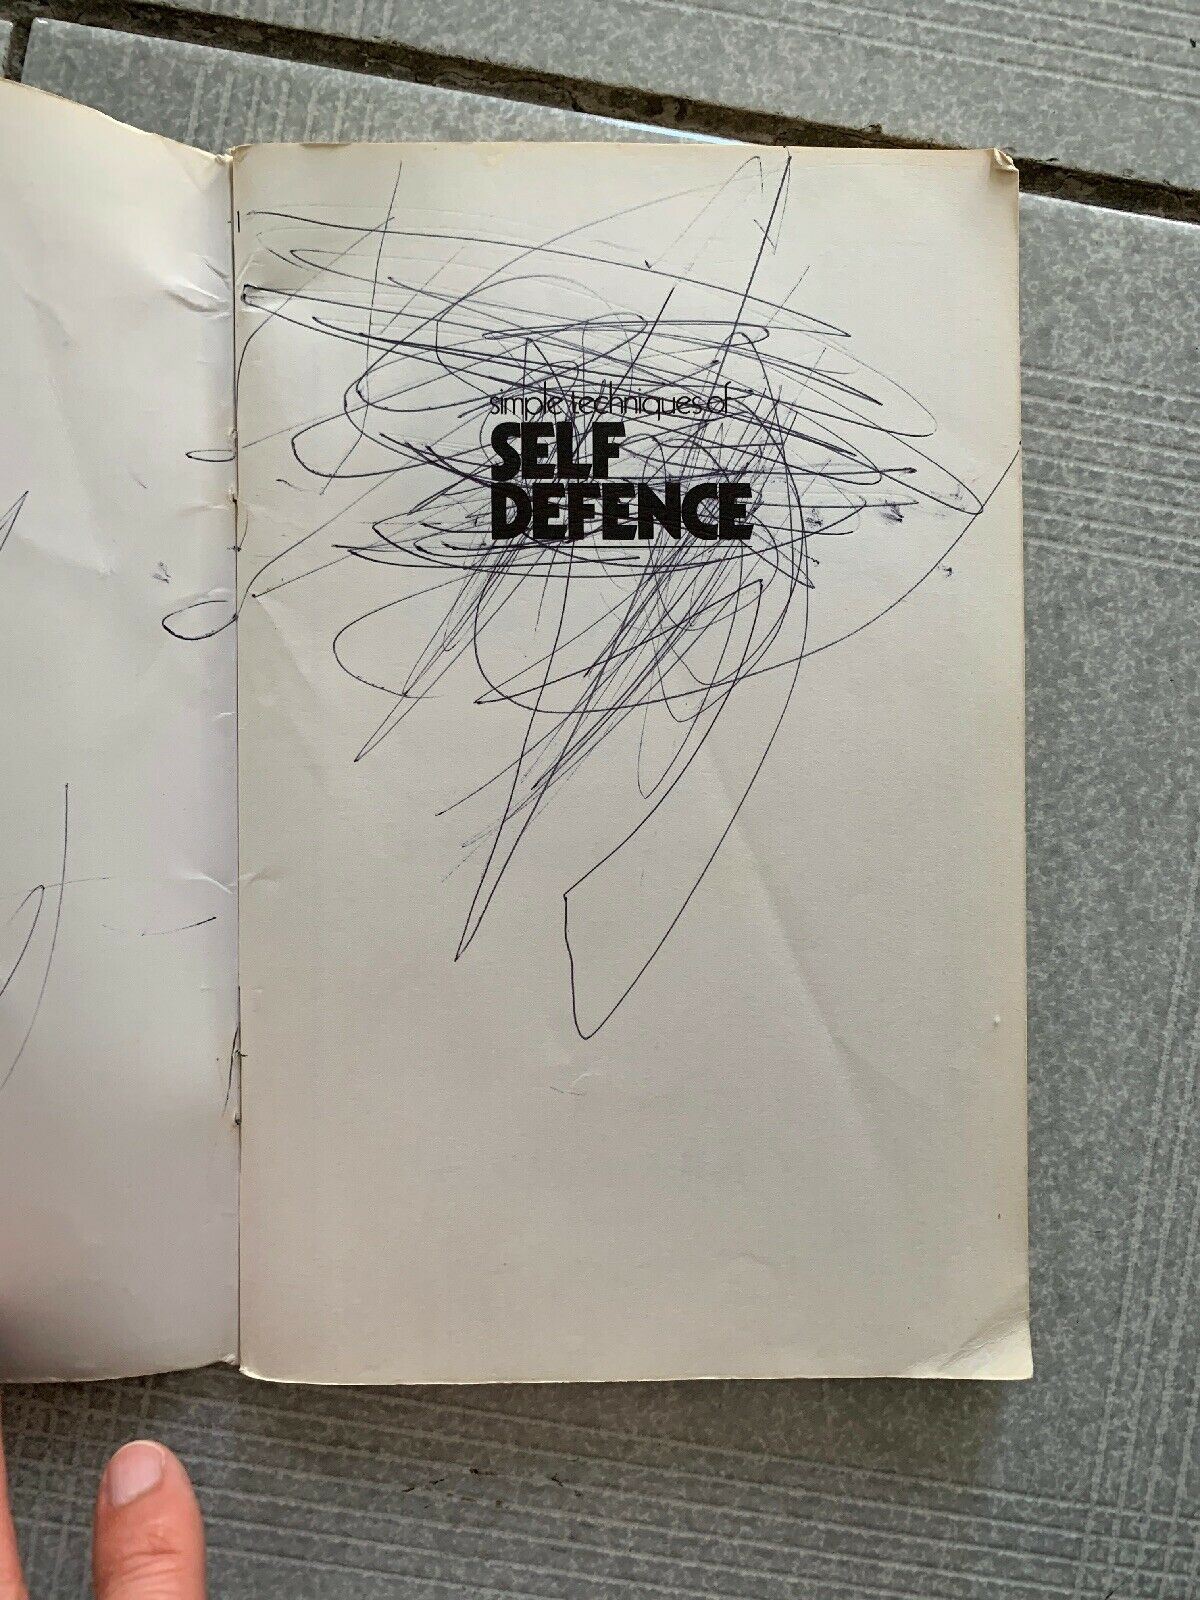 simple techniques of
SELF
DEFENCE